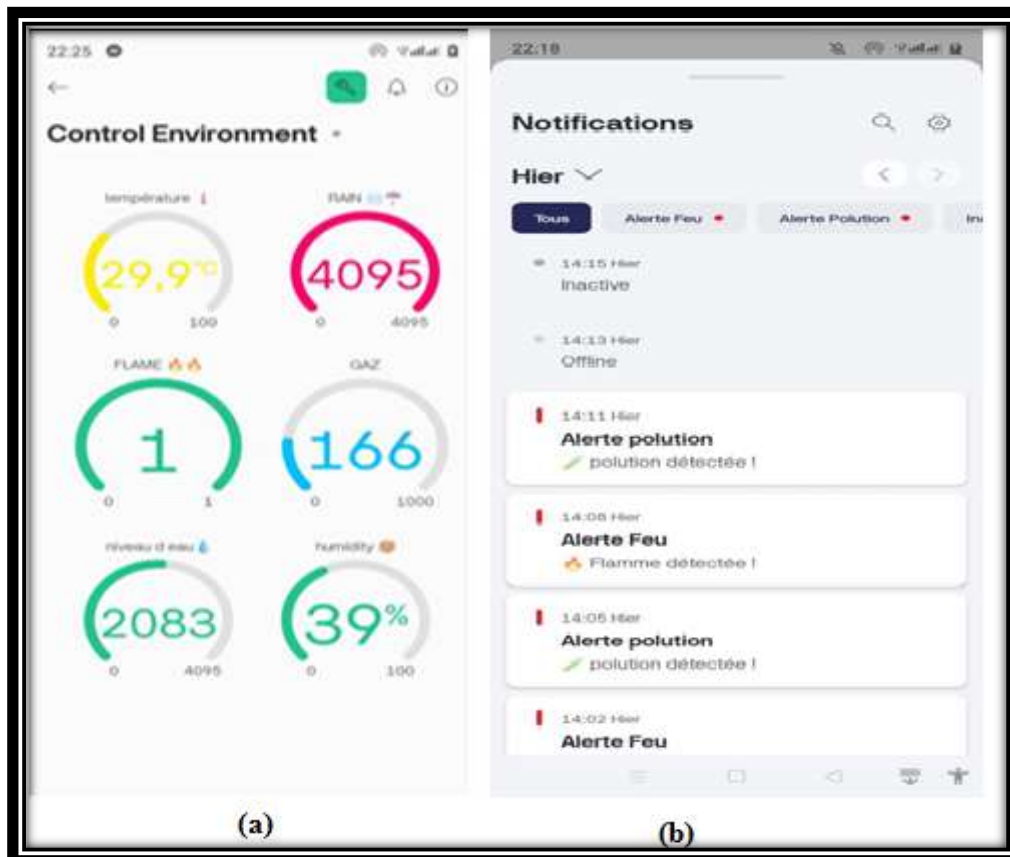 22:25
Control Environment
température RAIN
29,9°C 4095
0 100 0 4095
FLAME GAZ
1 166
0 1 0 1000
niveau d eau humidity
2083 39%
0 4095 0 100
(a)
22:18
Notifications
Hier
Tous Alerte Feu Alerte Polution
14:15 Hier
Inactive
14:13 Hier
Offline
14:11 Hier
Alerte polution
polution détectée !
14:06 Hier
Alerte Feu
Flamme détectée !
14:05 Hier
Alerte polution
polution détectée !
14:02 Hier
Alerte Feu
(b)